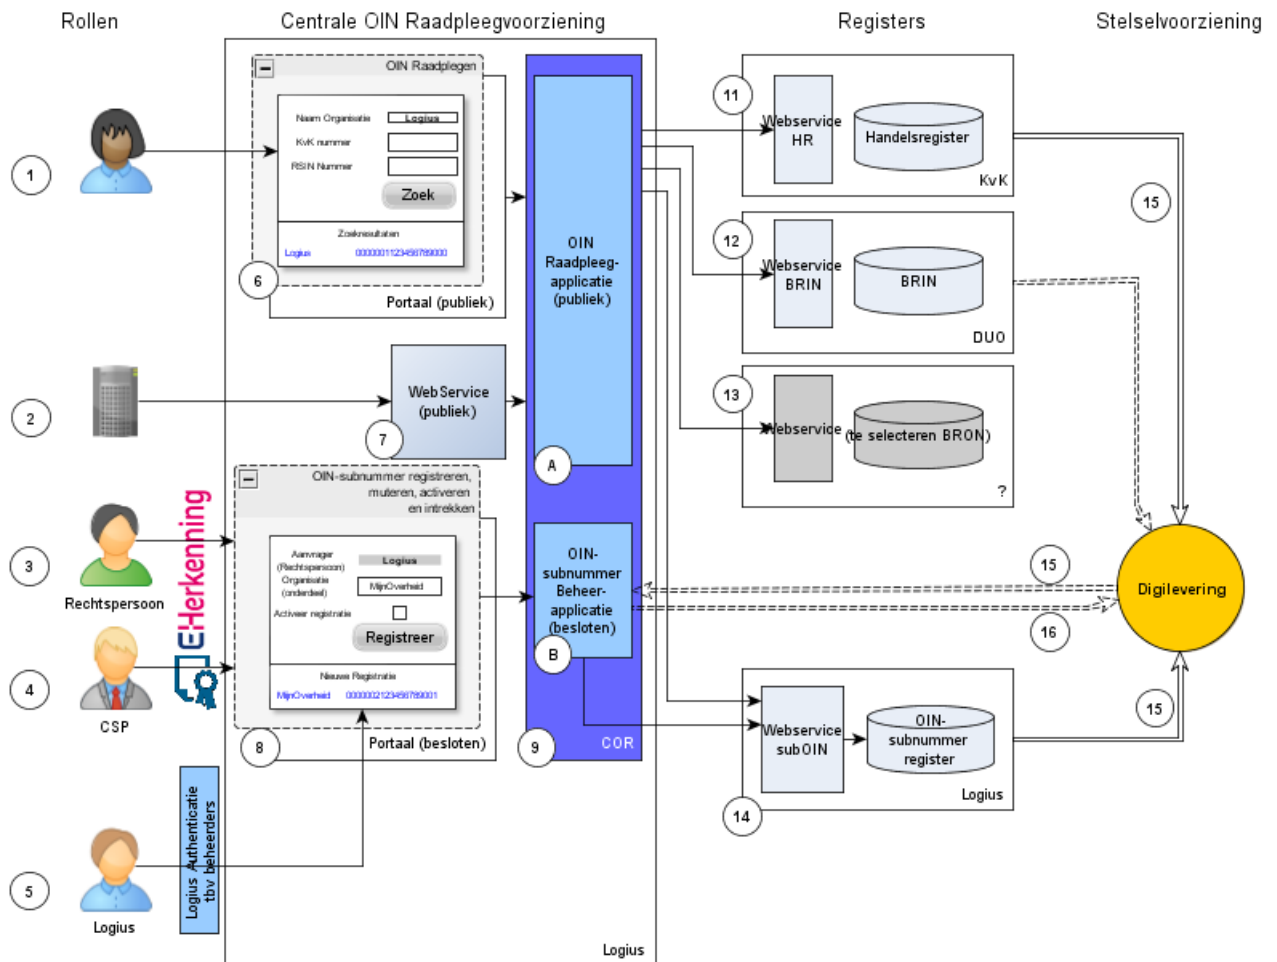 Rollen
Centrale OIN Raadpleegvoorziening
Registers
Stelselvoorziening
OIN Raadplegen
Naam Organisatie
Logius
KvK nummer
RSIN Nummer
Zoek
Zoekresultaten
Logius
0000001123456789000
6
Portaal (publiek)
1
2
WebService
(publiek)
7
OIN
Raadpleeg-
applicatie
(publiek)
A
11
Webservice
HR
Handelsregister
KvK
12
Webservice
BRIN
BRIN
DUO
13
Webservice
(te selecteren BRON)
?
15
3
Rechtspersoon
4
CSP
eHerkenning
OIN-subnummer registreren,
muteren, activeren
en intrekken
Aanvrager
(Rechtspersoon)
Logius
Organisatie
(onderdeel)
MijnOverheid
Activeer registratie
Registreer
Nieuwe Registratie
MijnOverheid
0000002123456789001
8
Portaal (besloten)
OIN-
subnummer
Beheer-
applicatie
(besloten)
B
9
COR
15
16
Digilevering
15
Webservice
subOIN
OIN-
subnummer
register
14
Logius
5
Logius
Logius Authenticatie
tbv beheerders
Logius